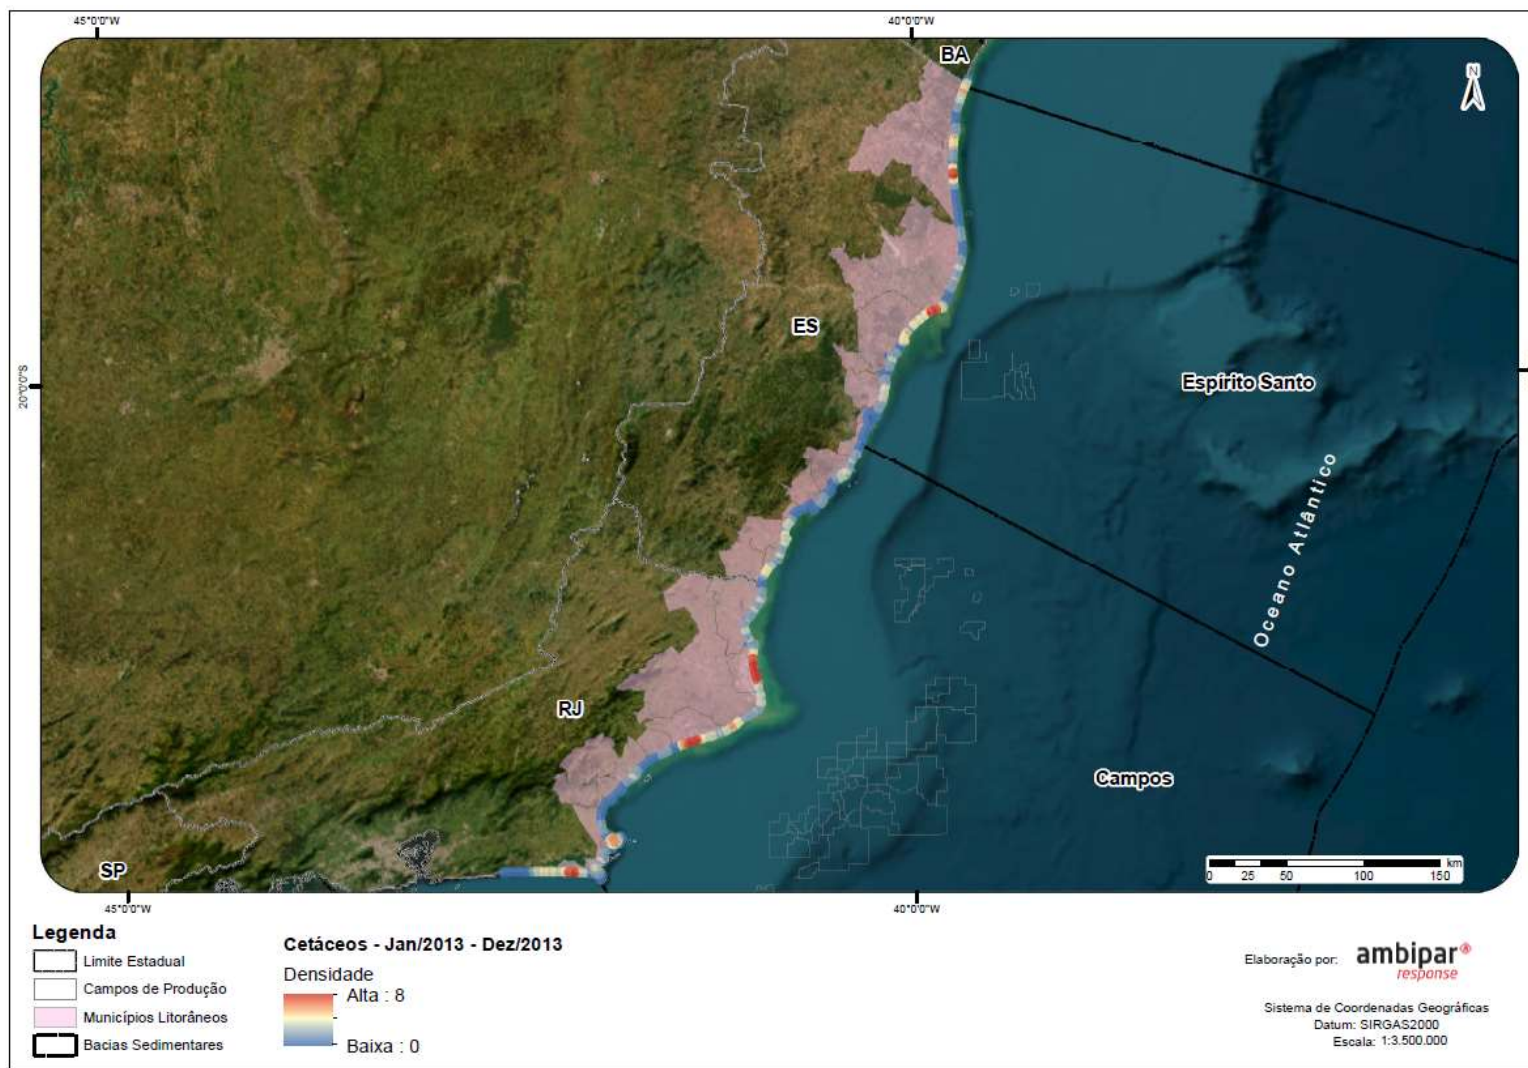 45°0'0"W
40°0'0"W
BA
N
ES
20°0'0"S
Espírito Santo
Oceano Atlântico
RJ
Campos
SP
km
0 25 50 100 150
45°0'0"W
40°0'0"W
Legenda
Limite Estadual
Campos de Produção
Municípios Litorâneos
Bacias Sedimentares
Cetáceos - Jan/2013 - Dez/2013
Densidade
Alta : 8
Baixa : 0
Elaboração por:
ambipar®
response
Sistema de Coordenadas Geográficas
Datum: SIRGAS2000
Escala: 1:3.500.000